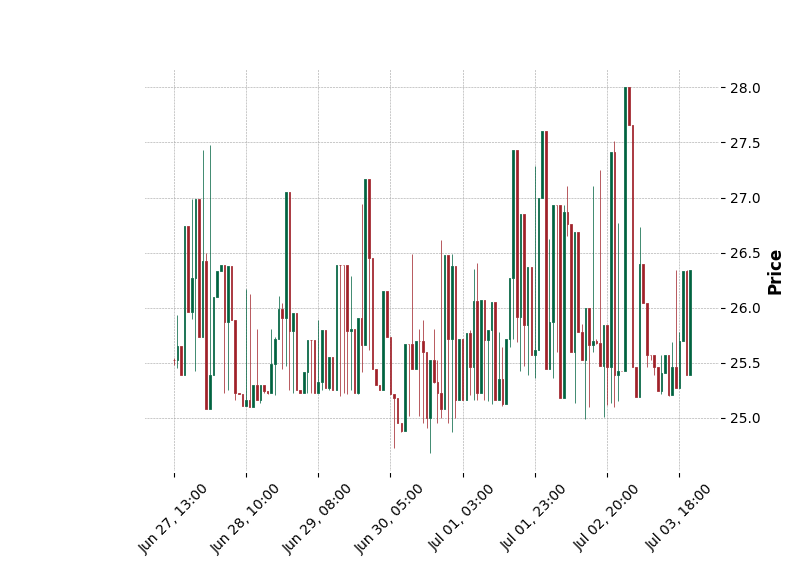 28.0
27.5
27.0
26.5
26.0
25.5
25.0
Price
Jun 27, 13:00
Jun 28, 10:00
Jun 29, 08:00
Jun 30, 05:00
Jul 01, 03:00
Jul 01, 23:00
Jul 02, 20:00
Jul 03, 18:00